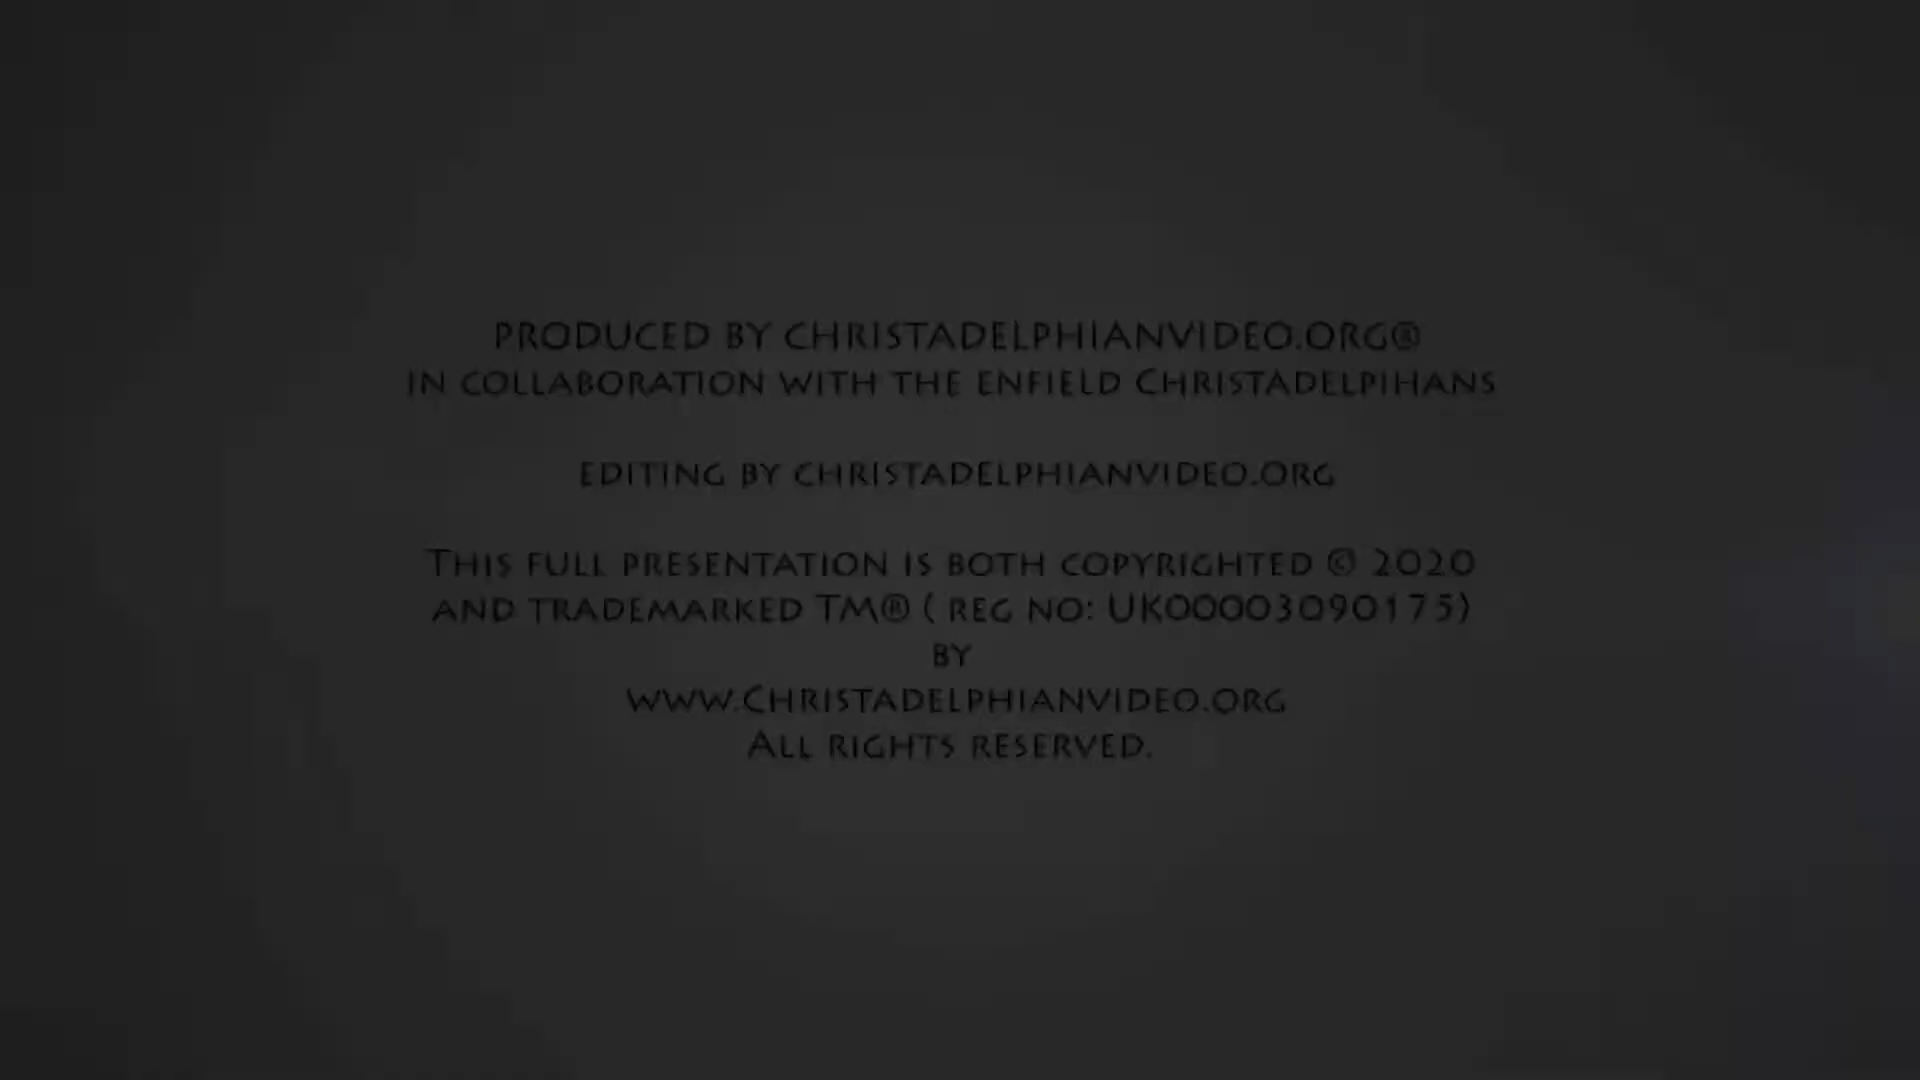 PRODUCED BY CHRISTADELPHIANVIDEO.ORG®
IN COLLABORATION WITH THE ENFIELD CHRISTADELPIHANS
EDITING BY CHRISTADELPHIANVIDEO.ORG
THIS FULL PRESENTATION IS BOTH COPYRIGHTED © 2020
AND TRADEMARKED TM® ( REG NO: UK00003090175)
BY
WWW.CHRISTADELPHIANVIDEO.ORG
ALL RIGHTS RESERVED.